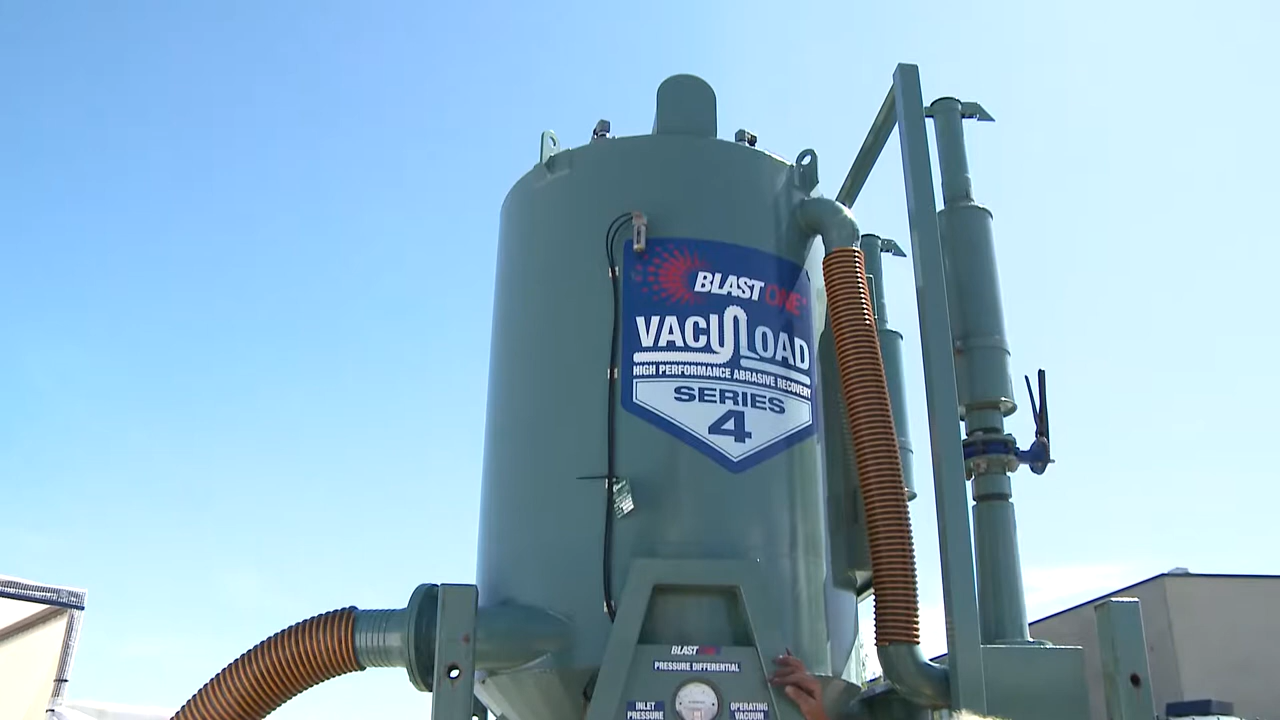 BLAST ONE
VACULOAD
HIGH PERFORMANCE ABRASIVE RECOVERY
SERIES
4
BLAST ONE
PRESSURE DIFFERENTIAL
INLET
PRESSURE
OPERATING
VACUUM